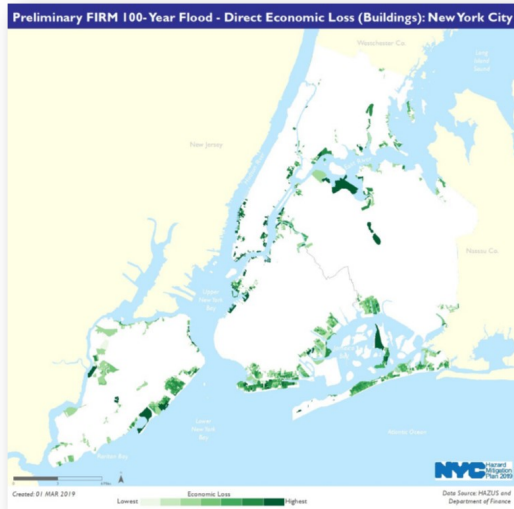 Preliminary FIRM 100-Year Flood - Direct Economic Loss (Buildings): New York City
Westchester Co.
Long
Island
Sound
New Jersey
Nassau Co.
Upper
New York
Bay
Lower
New York
Bay
Atlantic Ocean
Raritan Bay
NYC Hazard
Mitigation
Plan 2019
Created: 01 MAR 2019
Economic Loss
Lowest Highest
Data Source: HAZUS and
Department of Finance